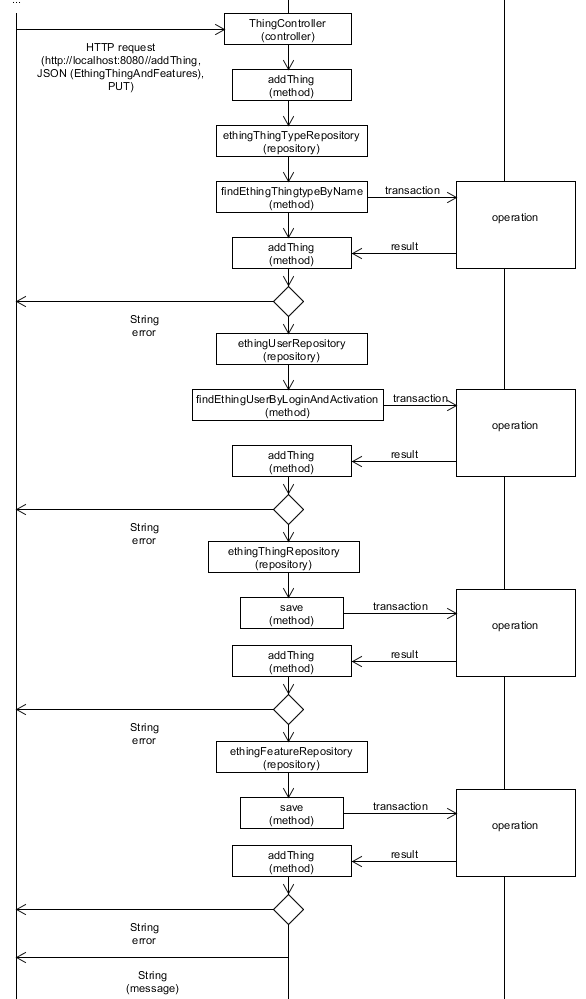 ...
ThingController
(controller)
HTTP request
(http://localhost:8080//addThing,
JSON (EthingThingAndFeatures),
PUT)
addThing
(method)
ethingThingTypeRepository
(repository)
findEthingThingtypeByName
(method)
transaction
operation
addThing
(method)
result
String
error
ethingUserRepository
(repository)
findEthingUserByLoginAndActivation
(method)
transaction
operation
addThing
(method)
result
String
error
ethingThingRepository
(repository)
save
(method)
transaction
operation
addThing
(method)
result
String
error
ethingFeatureRepository
(repository)
save
(method)
transaction
operation
addThing
(method)
result
String
error
String
(message)